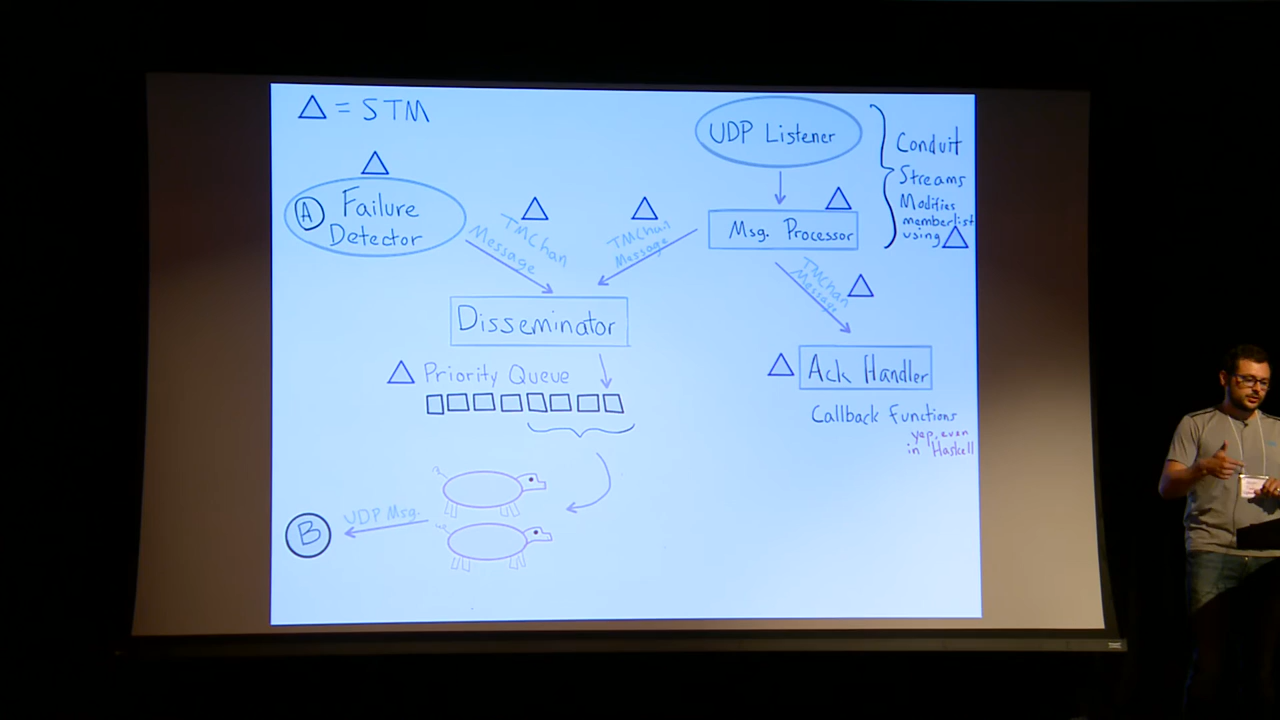 △ = STM
A
Failure
Detector
TMChan
Message
TMChan
Message
UDP Listener
Msg. Processor
Conduit
Streams
Modifies
memberlist
using △
TMChan
Message
Disseminator
Priority Queue
Ack Handler
Callback Functions
yep, even
in Haskell
UDP Msg.
B